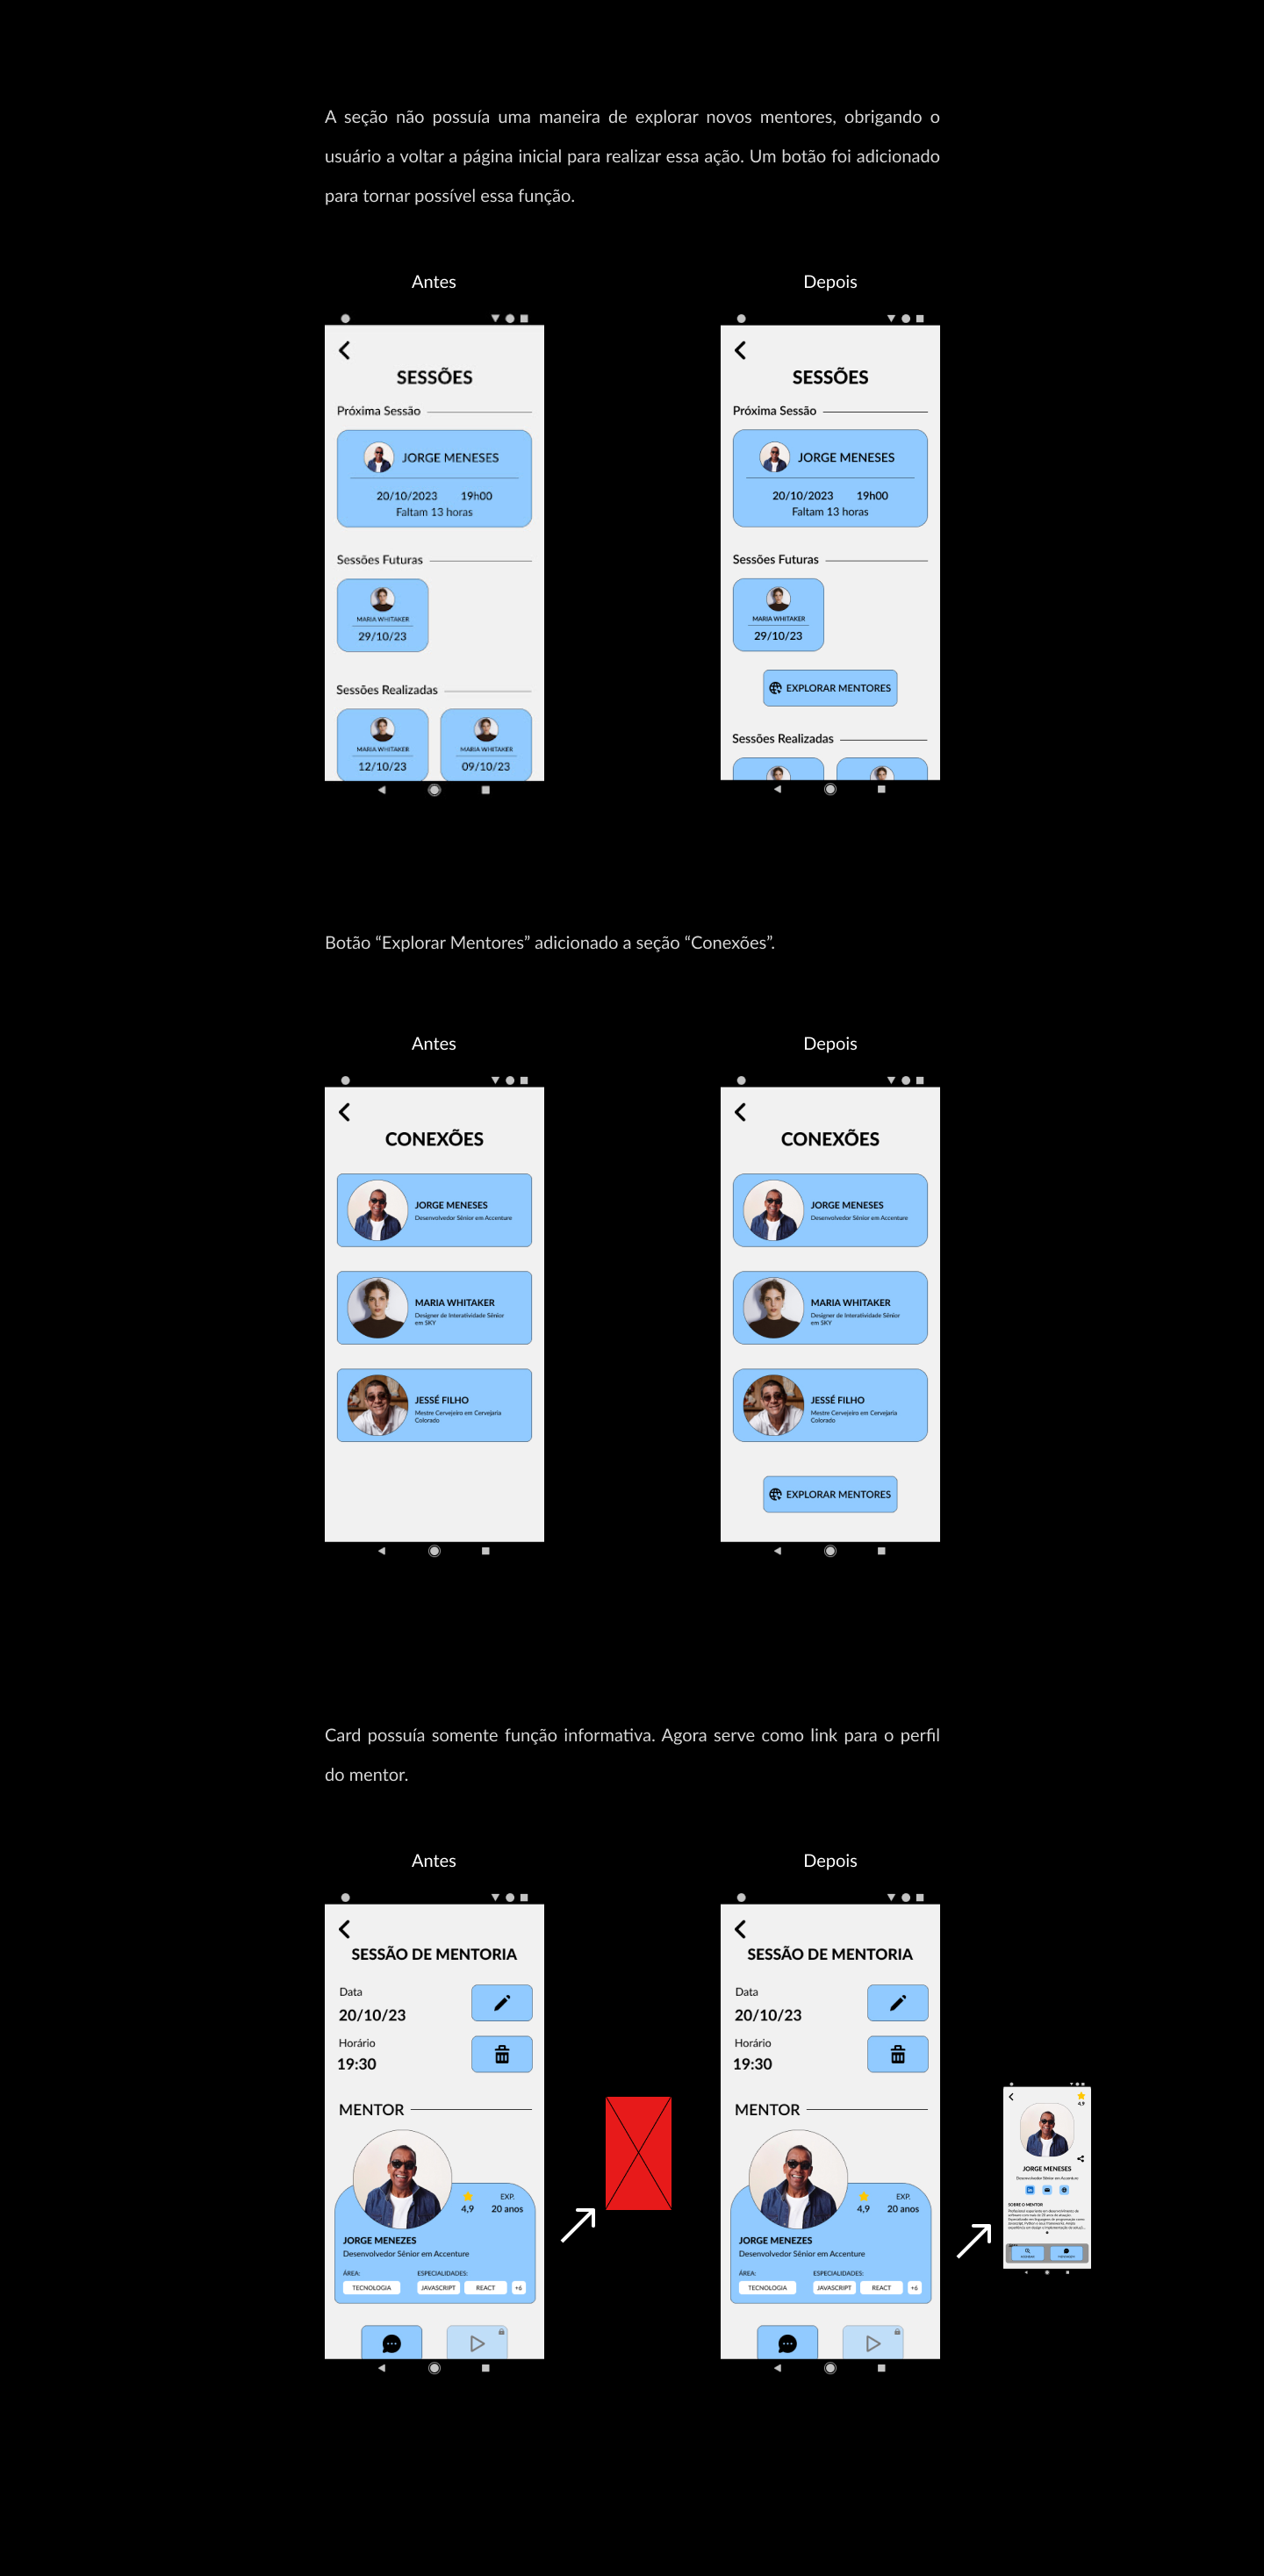 A seção não possuía uma maneira de explorar novos mentores, obrigando o
usuário a voltar a página inicial para realizar essa ação. Um botão foi adicionado
para tornar possível essa função.
Antes
SESSÕES
Próxima Sessão
JORGE MENESES
20/10/2023 19h00
Faltam 13 horas
Sessões Futuras
MARIA WHITAKER
29/10/23
Sessões Realizadas
MARIA WHITAKER MARIA WHITAKER
12/10/23 09/10/23
Depois
SESSÕES
Próxima Sessão
JORGE MENESES
20/10/2023 19h00
Faltam 13 horas
Sessões Futuras
MARIA WHITAKER
29/10/23
EXPLORAR MENTORES
Sessões Realizadas
Botão “Explorar Mentores” adicionado a seção “Conexões”.
Antes
CONEXÕES
JORGE MENESES
Desenvolvedor Sênior em Accenture
MARIA WHITAKER
Designer de Interatividade Sênior
em SKY
JESSÉ FILHO
Mestre Cervejeiro em Cervejaria
Colorado
Depois
CONEXÕES
JORGE MENESES
Desenvolvedor Sênior em Accenture
MARIA WHITAKER
Designer de Interatividade Sênior
em SKY
JESSÉ FILHO
Mestre Cervejeiro em Cervejaria
Colorado
EXPLORAR MENTORES
Card possuía somente função informativa. Agora serve como link para o perfil
do mentor.
Antes
SESSÃO DE MENTORIA
Data
20/10/23
Horário
19:30
MENTOR
EXP.
4,9 20 anos
JORGE MENEZES
Desenvolvedor Sênior em Accenture
ÁREA: ESPECIALIDADES:
TECNOLOGIA JAVASCRIPT REACT +6
Depois
SESSÃO DE MENTORIA
Data
20/10/23
Horário
19:30
MENTOR
EXP.
4,9 20 anos
JORGE MENEZES
Desenvolvedor Sênior em Accenture
ÁREA: ESPECIALIDADES:
TECNOLOGIA JAVASCRIPT REACT +6
4,9
JORGE MENESES
Desenvolvedor Sênior em Accenture
SOBRE O MENTOR